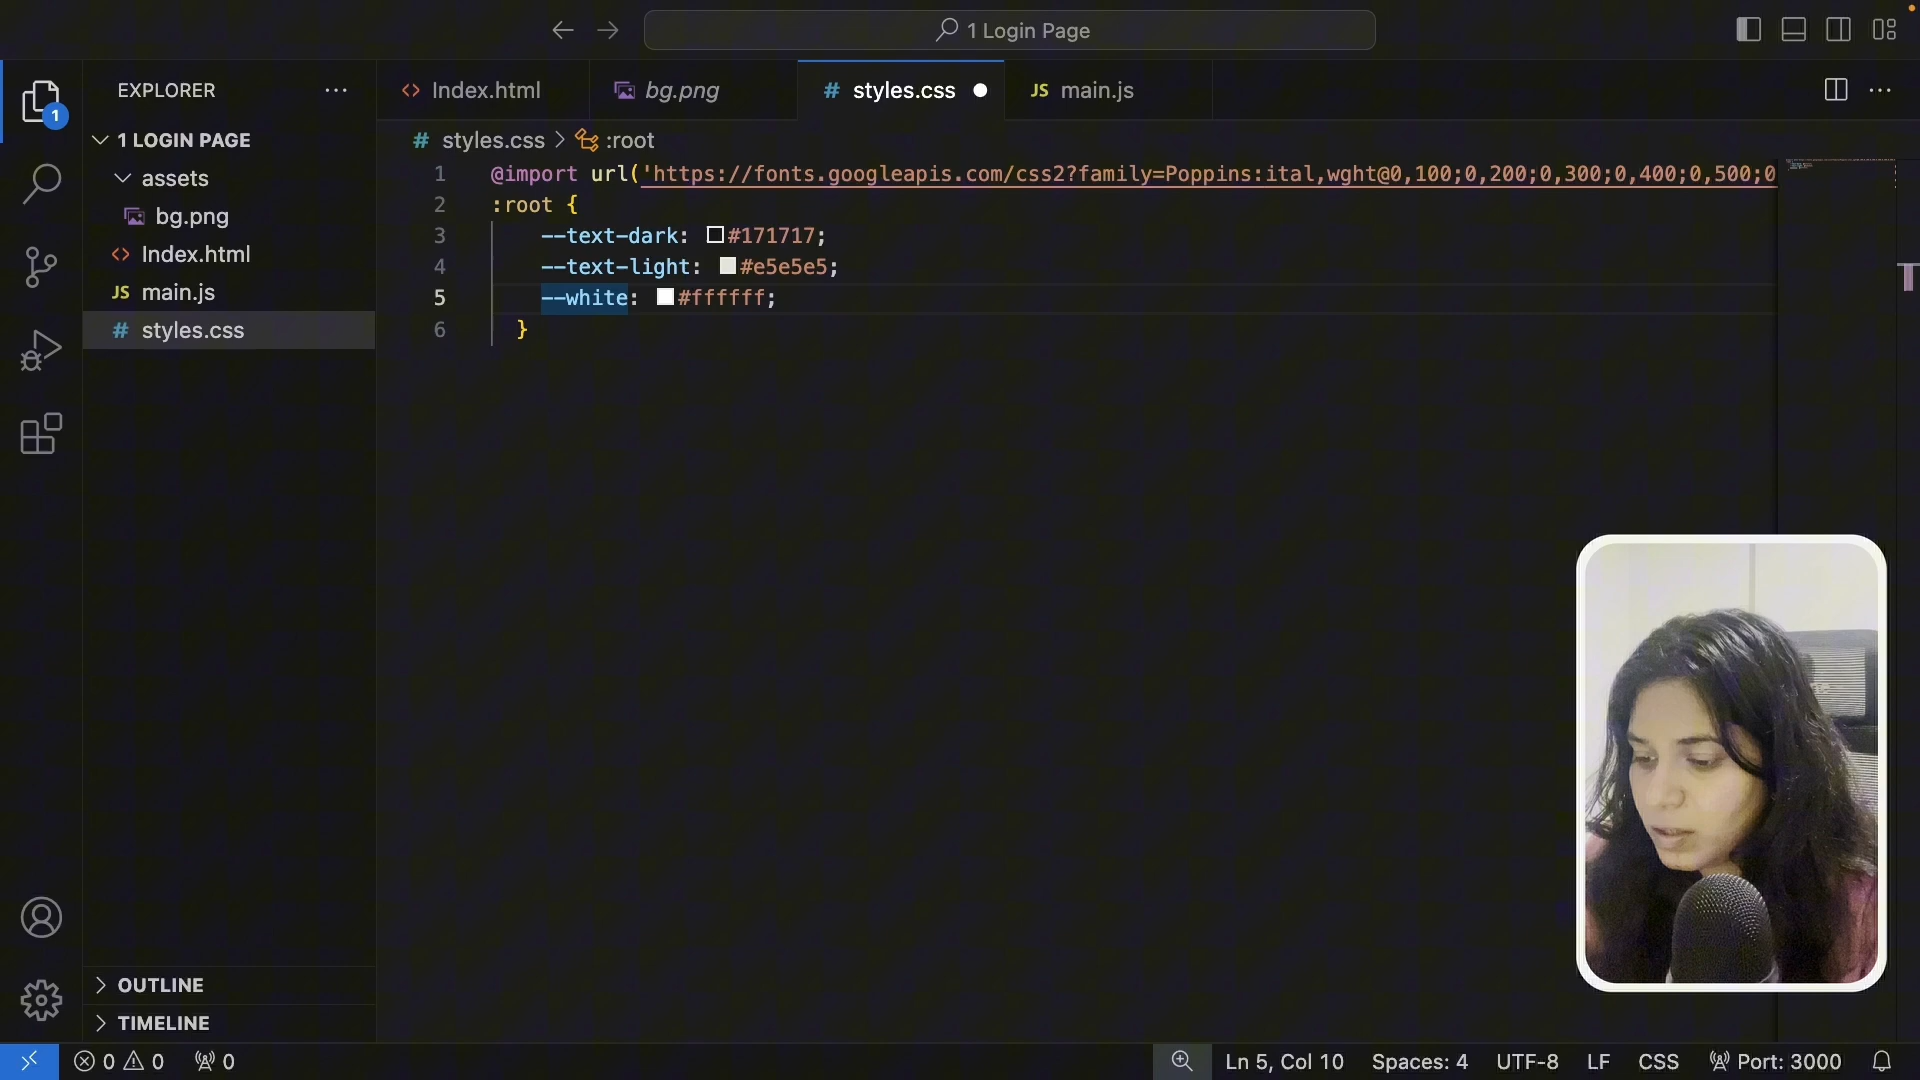 1 Login Page
EXPLORER
1 LOGIN PAGE
assets
bg.png
<> Index.html
JS main.js
# styles.css
OUTLINE
TIMELINE
1
<> Index.html
bg.png
# styles.css
JS main.js
# styles.css > :root
1 @import url('https://fonts.googleapis.com/css2?family=Poppins:ital,wght@0,100;0,200;0,300;0,400;0,500;0
2 :root {
3 --text-dark: #171717;
4 --text-light: #e5e5e5;
5 --white: #ffffff;
6 }
0 0 0
Ln 5, Col 10 Spaces: 4 UTF-8 LF CSS Port: 3000